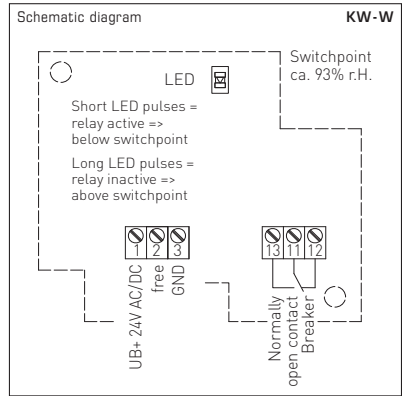 Schematic diagram KW-W
Switchpoint
ca. 93% r.H.
LED
Short LED pulses =
relay active =>
below switchpoint
Long LED pulses =
relay inactive =>
above switchpoint
1 2 3
13 11 12
UB+ 24V AC/DC
free
GND
Normally
open contact
Breaker